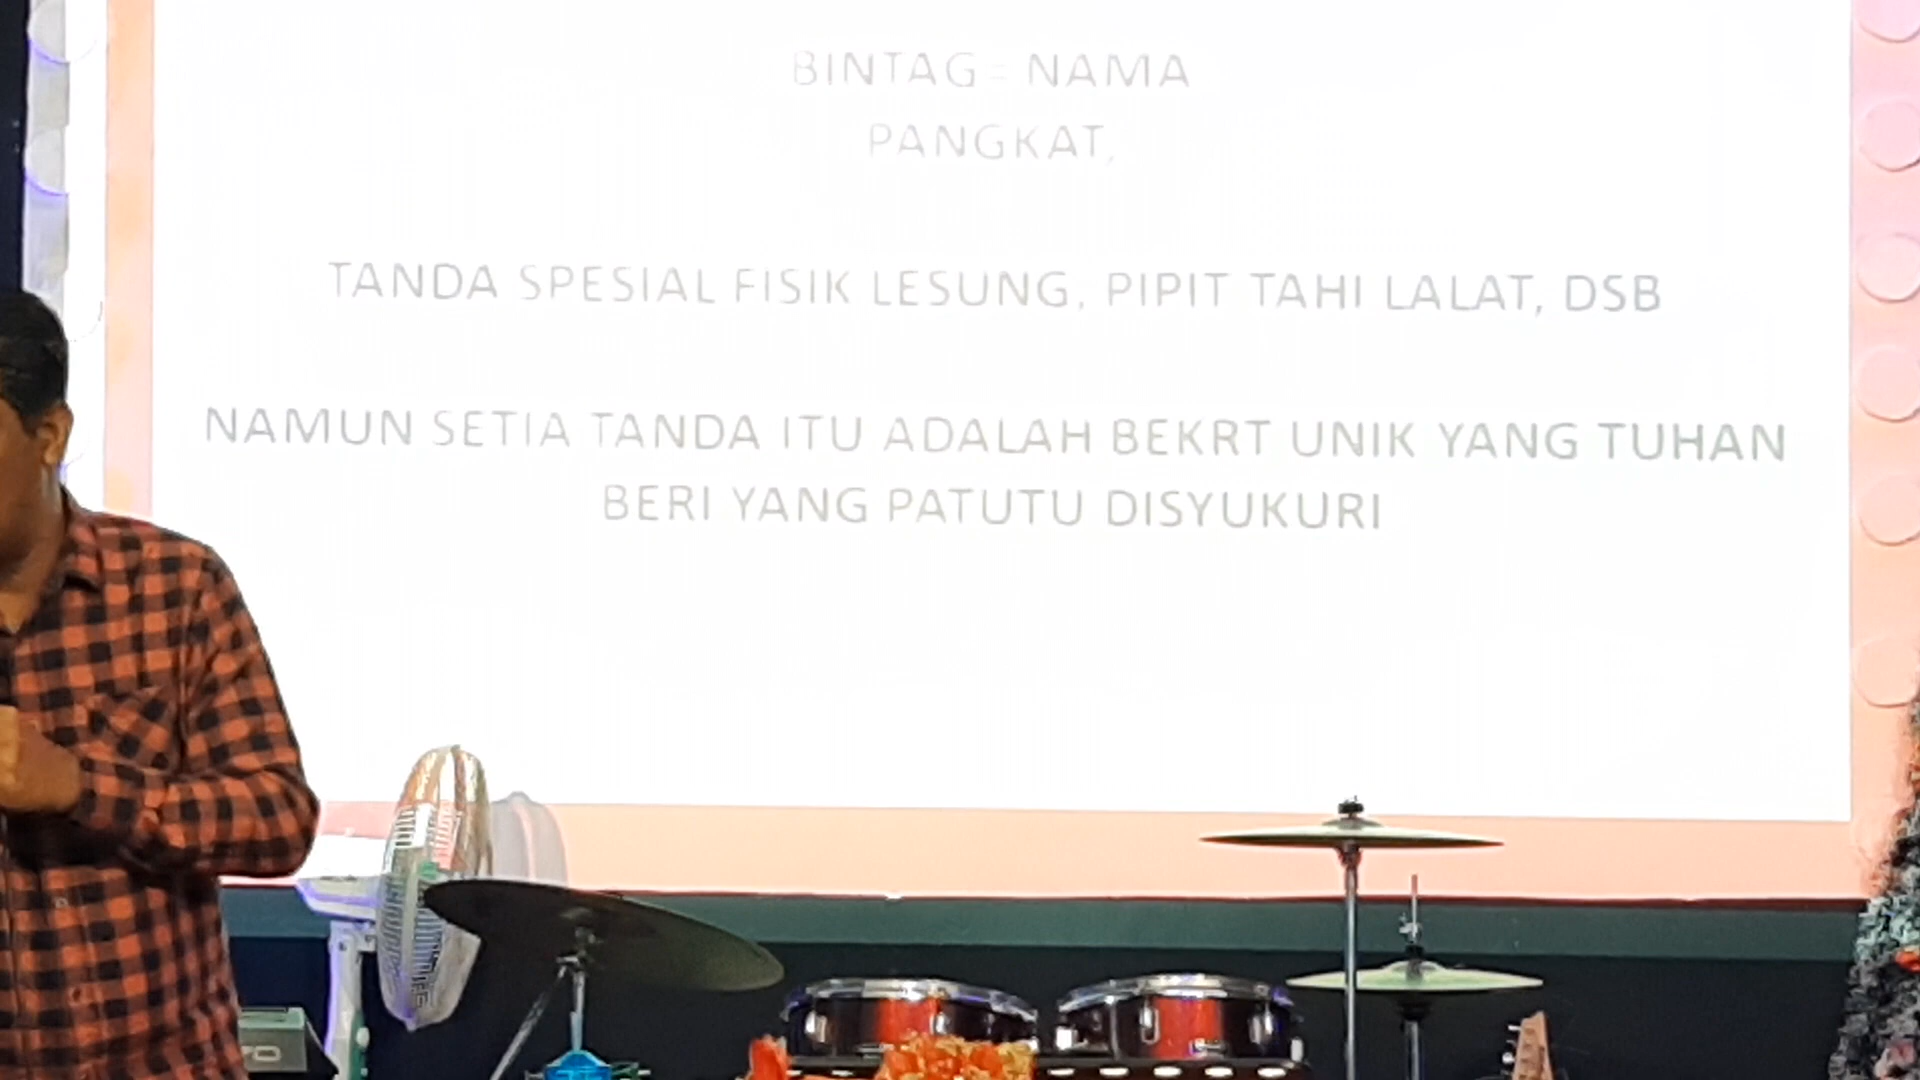 BINTAG = NAMA
PANGKAT,
TANDA SPESIAL FISIK LESUNG, PIPIT TAHI LALAT, DSB
NAMUN SETIA TANDA ITU ADALAH BEKRT UNIK YANG TUHAN
BERI YANG PATUTU DISYUKURI